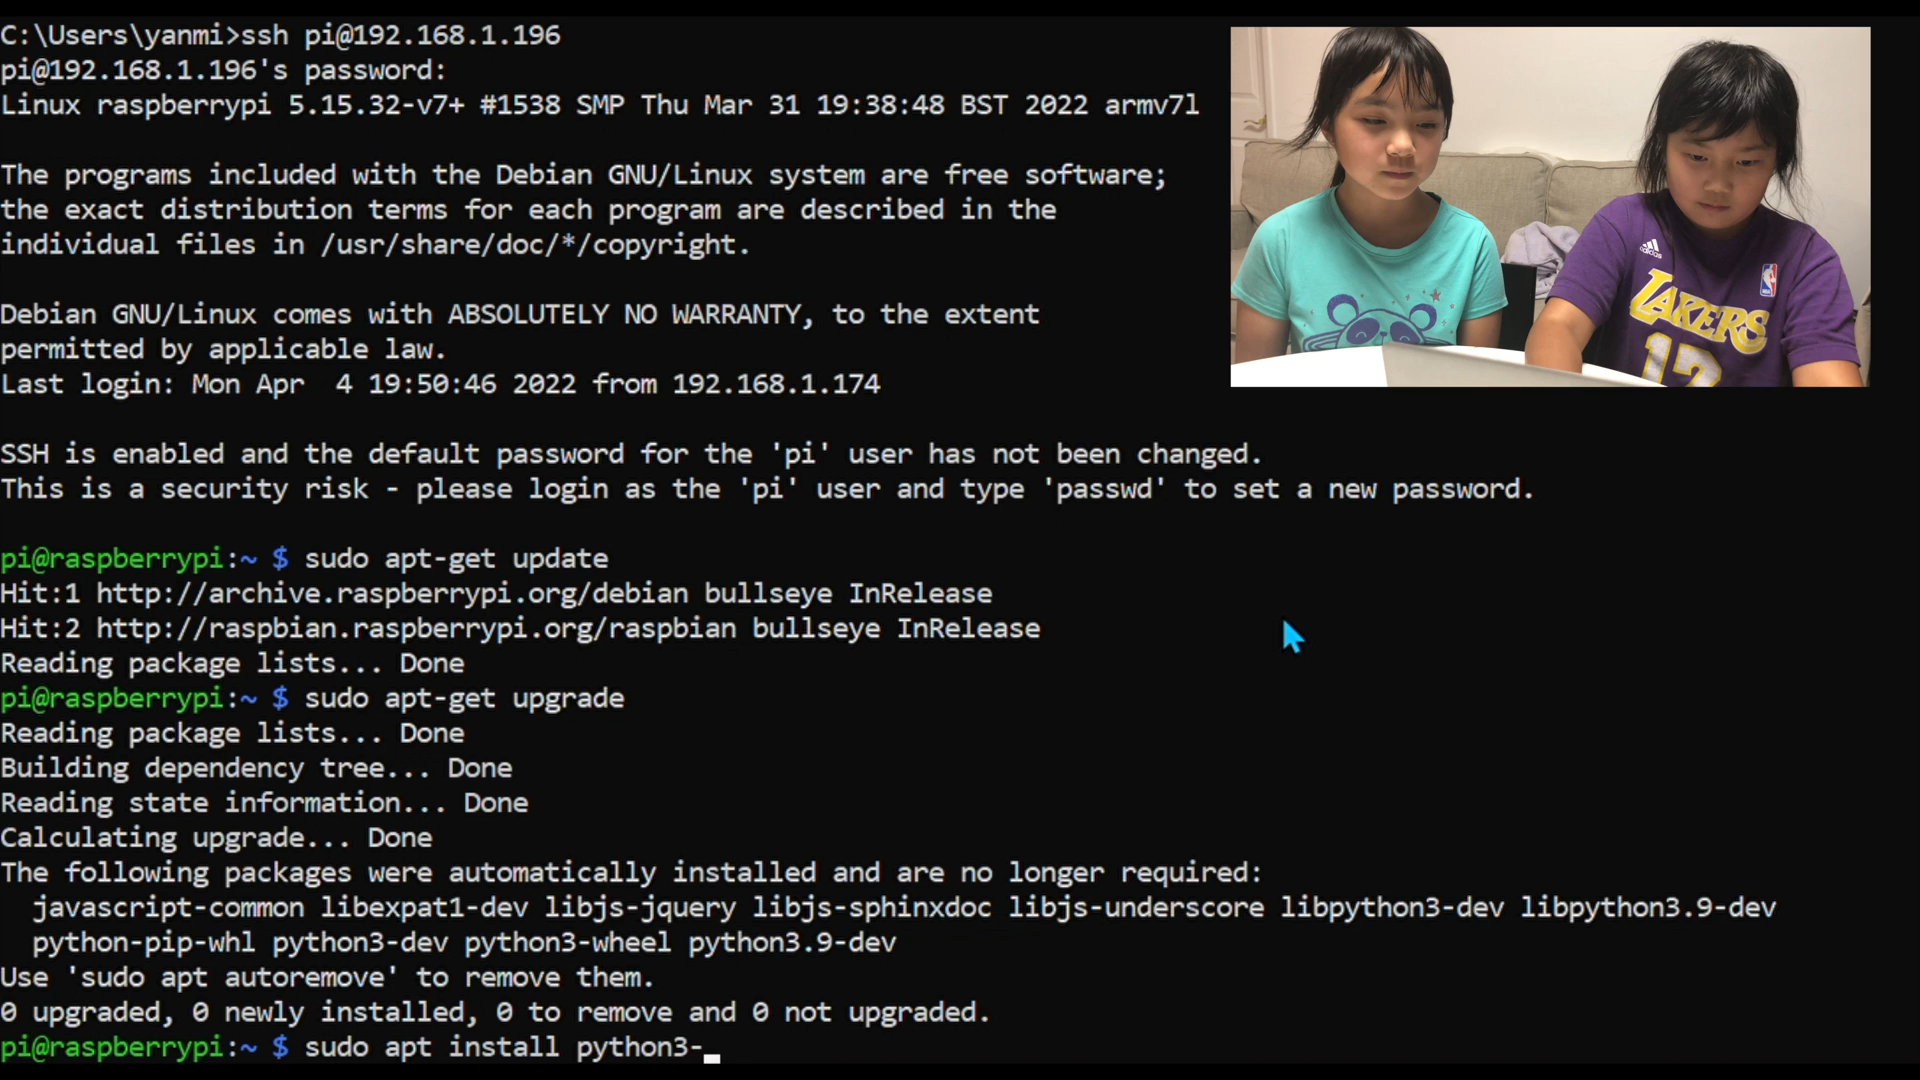 C:\Users\yanmi>ssh pi@192.168.1.196
pi@192.168.1.196's password:
Linux raspberrypi 5.15.32-v7+ #1538 SMP Thu Mar 31 19:38:48 BST 2022 armv7l
The programs included with the Debian GNU/Linux system are free software;
the exact distribution terms for each program are described in the
individual files in /usr/share/doc/*/copyright.
Debian GNU/Linux comes with ABSOLUTELY NO WARRANTY, to the extent
permitted by applicable law.
Last login: Mon Apr  4 19:50:46 2022 from 192.168.1.174
SSH is enabled and the default password for the 'pi' user has not been changed.
This is a security risk - please login as the 'pi' user and type 'passwd' to set a new password.
pi@raspberrypi:~ $ sudo apt-get update
Hit:1 http://archive.raspberrypi.org/debian bullseye InRelease
Hit:2 http://raspbian.raspberrypi.org/raspbian bullseye InRelease
Reading package lists... Done
pi@raspberrypi:~ $ sudo apt-get upgrade
Reading package lists... Done
Building dependency tree... Done
Reading state information... Done
Calculating upgrade... Done
The following packages were automatically installed and are no longer required:
  javascript-common libexpat1-dev libjs-jquery libjs-sphinxdoc libjs-underscore libpython3-dev libpython3.9-dev
  python-pip-whl python3-dev python3-wheel python3.9-dev
Use 'sudo apt autoremove' to remove them.
0 upgraded, 0 newly installed, 0 to remove and 0 not upgraded.
pi@raspberrypi:~ $ sudo apt install python3-_
adidas
NBA
LAKERS